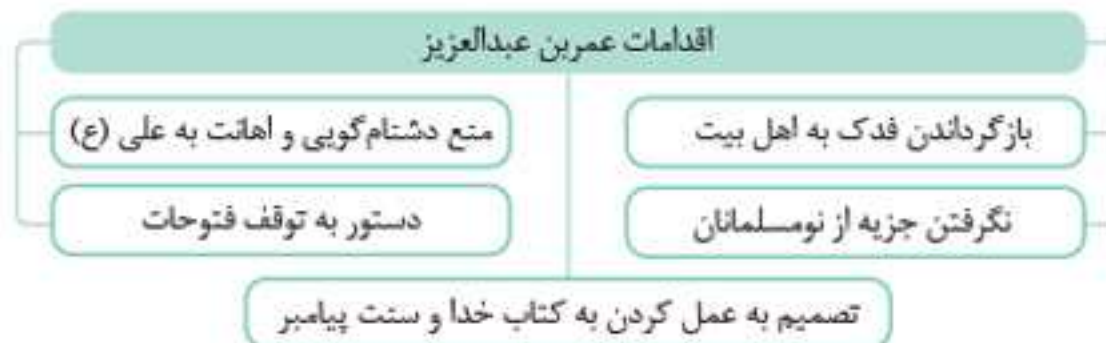 اقدامات عمربن عبدالعزیز
بازگرداندن فدک به اهل بیت
منع دشنام‌گویی و اهانت به علی (ع)
نگرفتن جزیه از نومسلمانان
دستور به توقف فتوحات
تصمیم به عمل کردن به کتاب خدا و سنت پیامبر